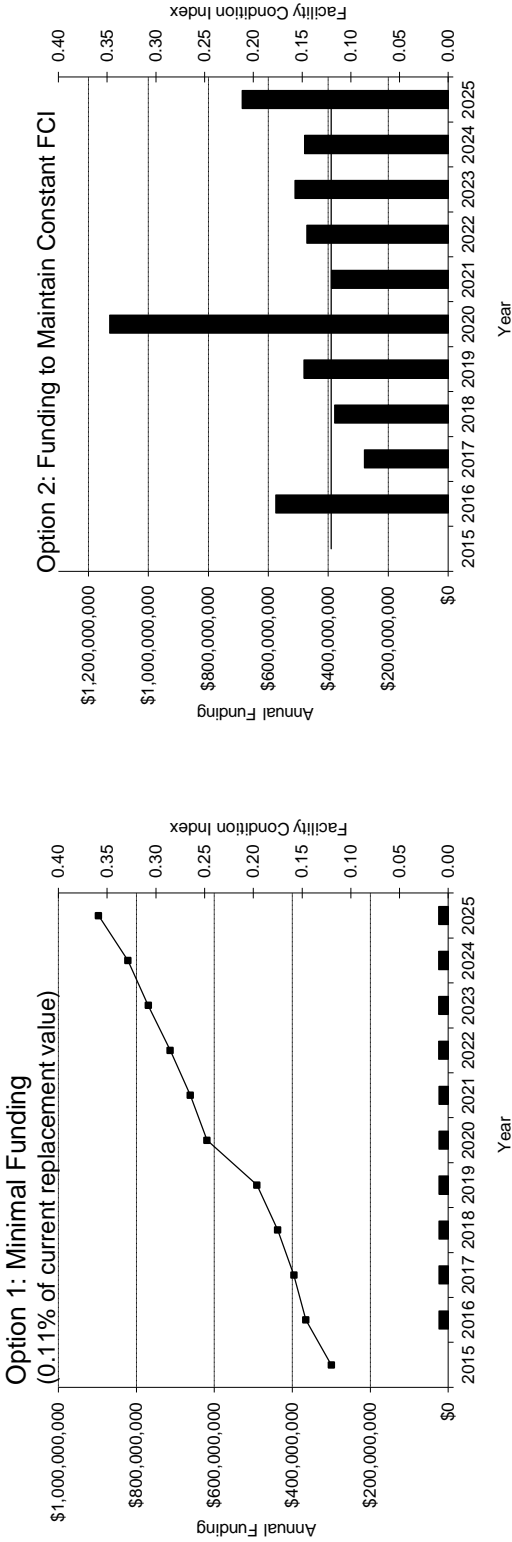 Option 1: Minimal Funding
(0.11% of current replacement value)
$1,000,000,000
$800,000,000
$600,000,000
$400,000,000
$200,000,000
$0
Annual Funding
0.40
0.35
0.30
0.25
0.20
0.15
0.10
0.05
0.00
Facility Condition Index
2015 2016 2017 2018 2019 2020 2021 2022 2023 2024 2025
Year
Option 2: Funding to Maintain Constant FCI
$1,200,000,000
$1,000,000,000
$800,000,000
$600,000,000
$400,000,000
$200,000,000
$0
Annual Funding
0.40
0.35
0.30
0.25
0.20
0.15
0.10
0.05
0.00
Facility Condition Index
2015 2016 2017 2018 2019 2020 2021 2022 2023 2024 2025
Year